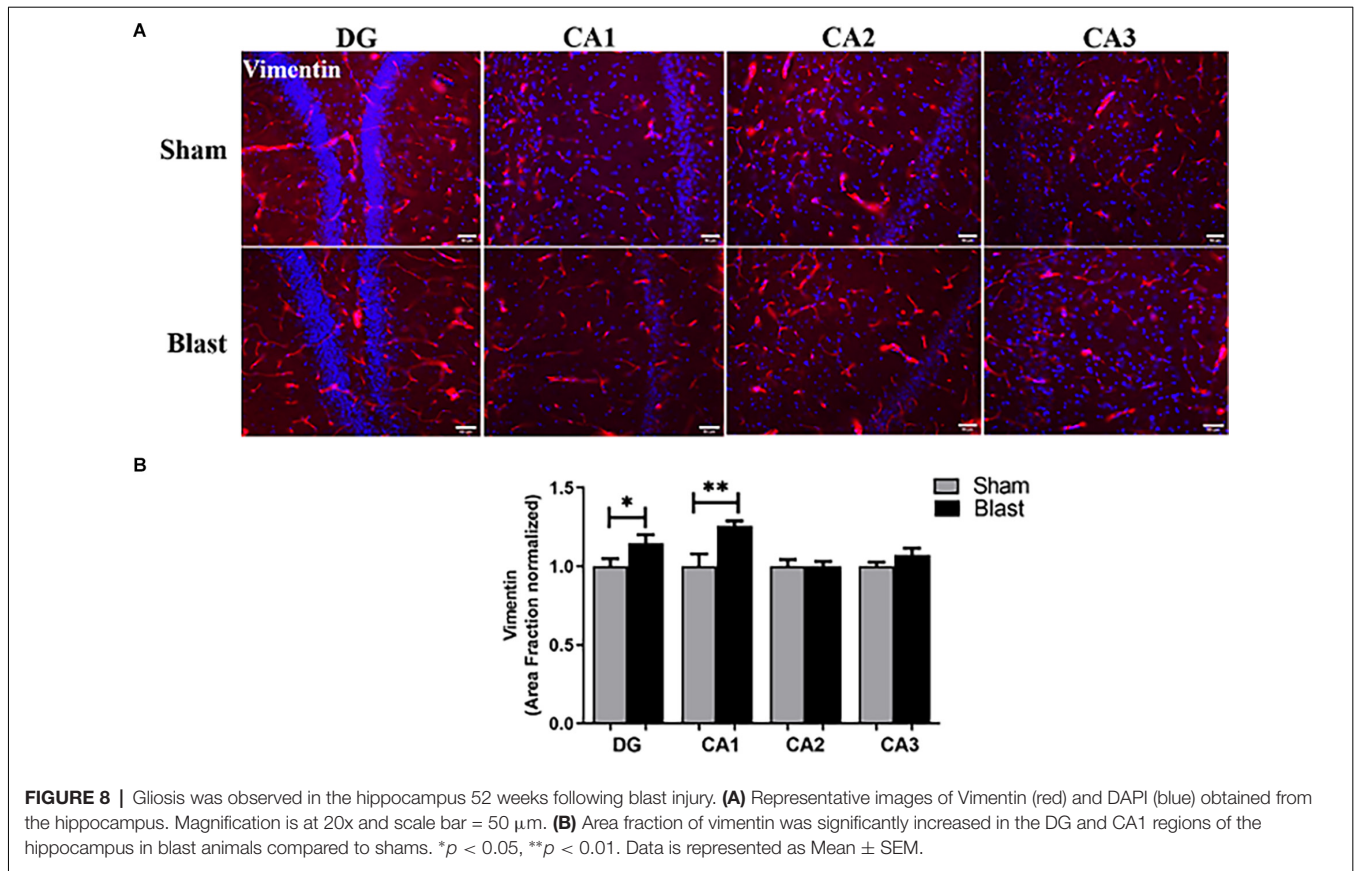 A
DG CA1 CA2 CA3
Vimentin
Sham
Blast
B
1.5
1.0
0.5
0.0
Vimentin
(Area Fraction normalized)
* **
Sham
Blast
DG CA1 CA2 CA3
FIGURE 8 | Gliosis was observed in the hippocampus 52 weeks following blast injury. (A) Representative images of Vimentin (red) and DAPI (blue) obtained from
the hippocampus. Magnification is at 20x and scale bar = 50 μm. (B) Area fraction of vimentin was significantly increased in the DG and CA1 regions of the
hippocampus in blast animals compared to shams. *p < 0.05, **p < 0.01. Data is represented as Mean ± SEM.